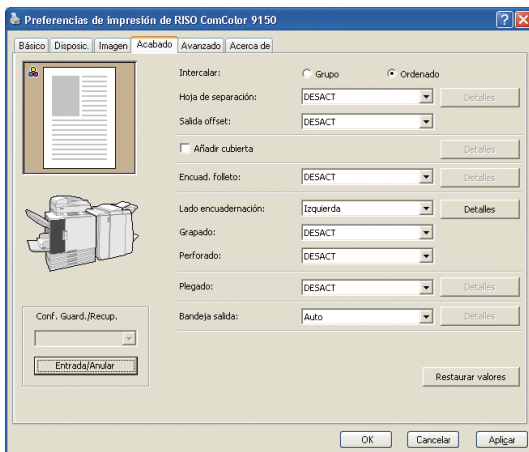 Preferencias de impresión de RISO ComColor 9150
Básico Disposic. Imagen Acabado Avanzado Acerca de
Intercalar: Grupo Ordenado
Hoja de separación: DESACT Detalles
Salida offset: DESACT
Añadir cubierta Detalles
Encuad. folleto: DESACT Detalles
Lado encuadernación: Izquierda Detalles
Grapado: DESACT
Perforado: DESACT
Plegado: DESACT Detalles
Conf. Guard./Recup. Bandeja salida: Auto Detalles
Entrada/Anular
Restaurar valores
OK Cancelar Aplicar